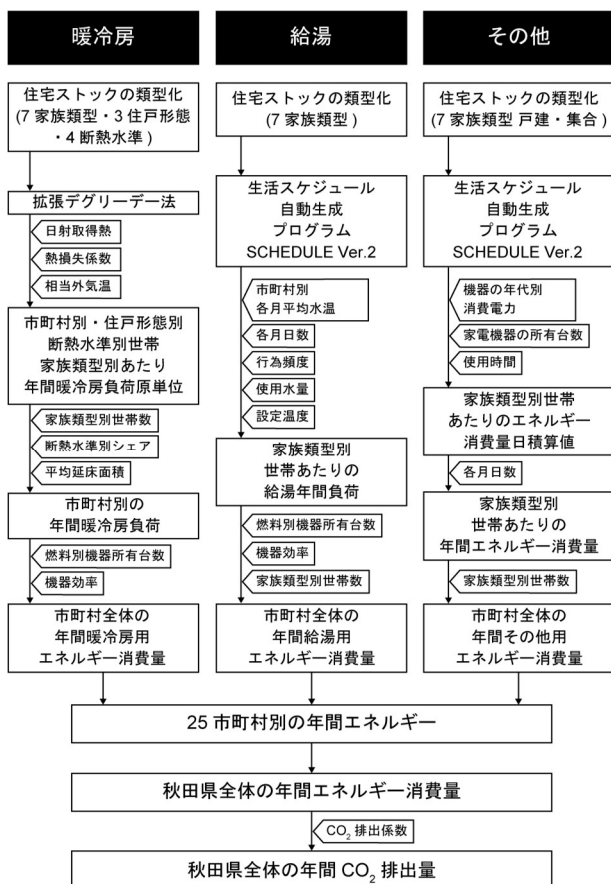 暖冷房
住宅ストックの類型化
(7 家族類型・3 住戸形態
・4 断熱水準 )
拡張デグリーデー法
日射取得熱
熱損失係数
相当外気温
市町村別・住戸形態別
断熱水準別世帯
家族類型別あたり
年間暖冷房負荷原単位
家族類型別世帯数
断熱水準別シェア
平均延床面積
市町村別の
年間暖冷房負荷
燃料別機器所有台数
機器効率
市町村全体の
年間暖冷房用
エネルギー消費量
給湯
住宅ストックの類型化
(7 家族類型)
生活スケジュール
自動生成
プログラム
SCHEDULE Ver.2
市町村別
各月平均水温
各月日数
行為頻度
使用水量
設定温度
家族類型別
世帯あたりの
給湯年間負荷
燃料別機器所有台数
機器効率
家族類型別世帯数
市町村全体の
年間給湯用
エネルギー消費量
その他
住宅ストックの類型化
(7 家族類型 戸建・集合 )
生活スケジュール
自動生成
プログラム
SCHEDULE Ver.2
機器の年代別
消費電力
家電機器の所有台数
使用時間
家族類型別世帯
あたりのエネルギー
消費量日積算値
各月日数
家族類型別
世帯あたりの
年間エネルギー消費量
家族類型別世帯数
市町村全体の
年間その他用
エネルギー消費量
25 市町村別の年間エネルギー
秋田県全体の年間エネルギー消費量
CO₂ 排出係数
秋田県全体の年間 CO₂ 排出量